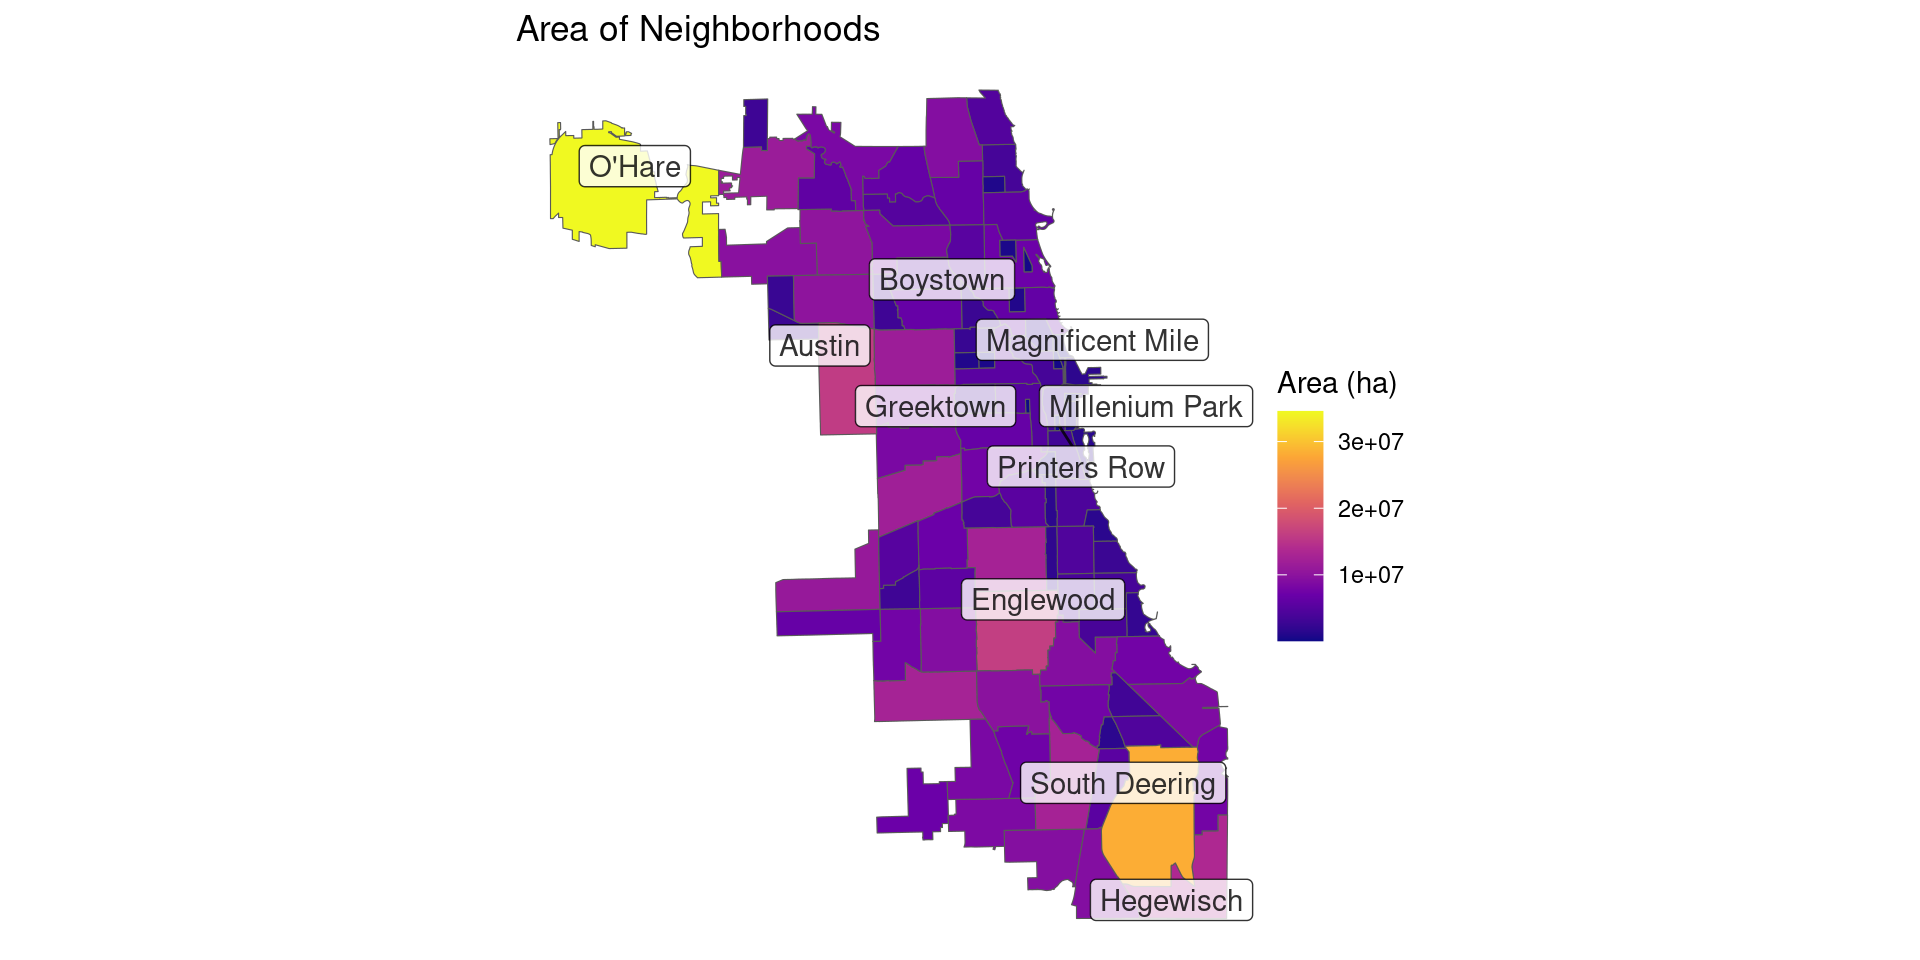 Area of Neighborhoods
O'Hare
Boystown
Austin
Magnificent Mile
Greektown
Millenium Park
Printers Row
Englewood
South Deering
Hegewisch
Area (ha)
3e+07
2e+07
1e+07